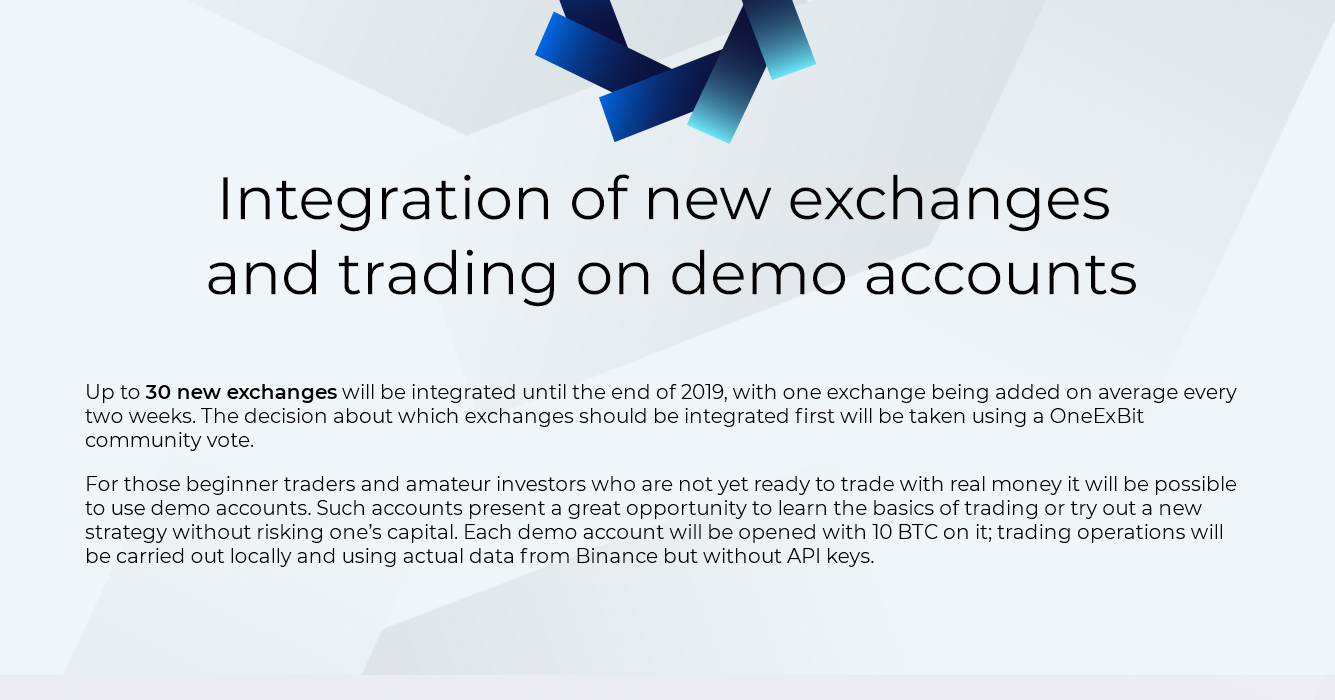 Integration of new exchanges
and trading on demo accounts
Up to 30 new exchanges will be integrated until the end of 2019, with one exchange being added on average every
two weeks. The decision about which exchanges should be integrated first will be taken using a OneExBit
community vote.
For those beginner traders and amateur investors who are not yet ready to trade with real money it will be possible
to use demo accounts. Such accounts present a great opportunity to learn the basics of trading or try out a new
strategy without risking one’s capital. Each demo account will be opened with 10 BTC on it; trading operations will
be carried out locally and using actual data from Binance but without API keys.